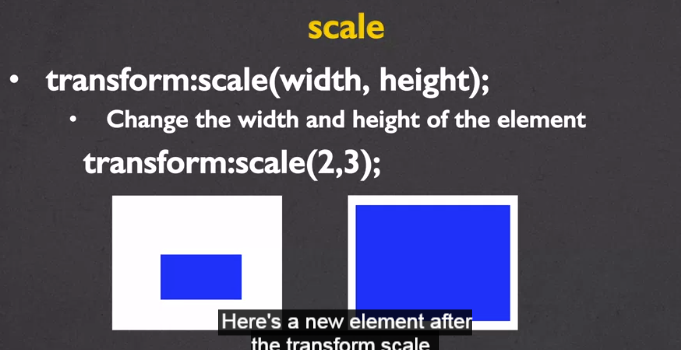 scale
• transform:scale(width, height);
• Change the width and height of the element
transform:scale(2,3);
Here's a new element after
the transform scale